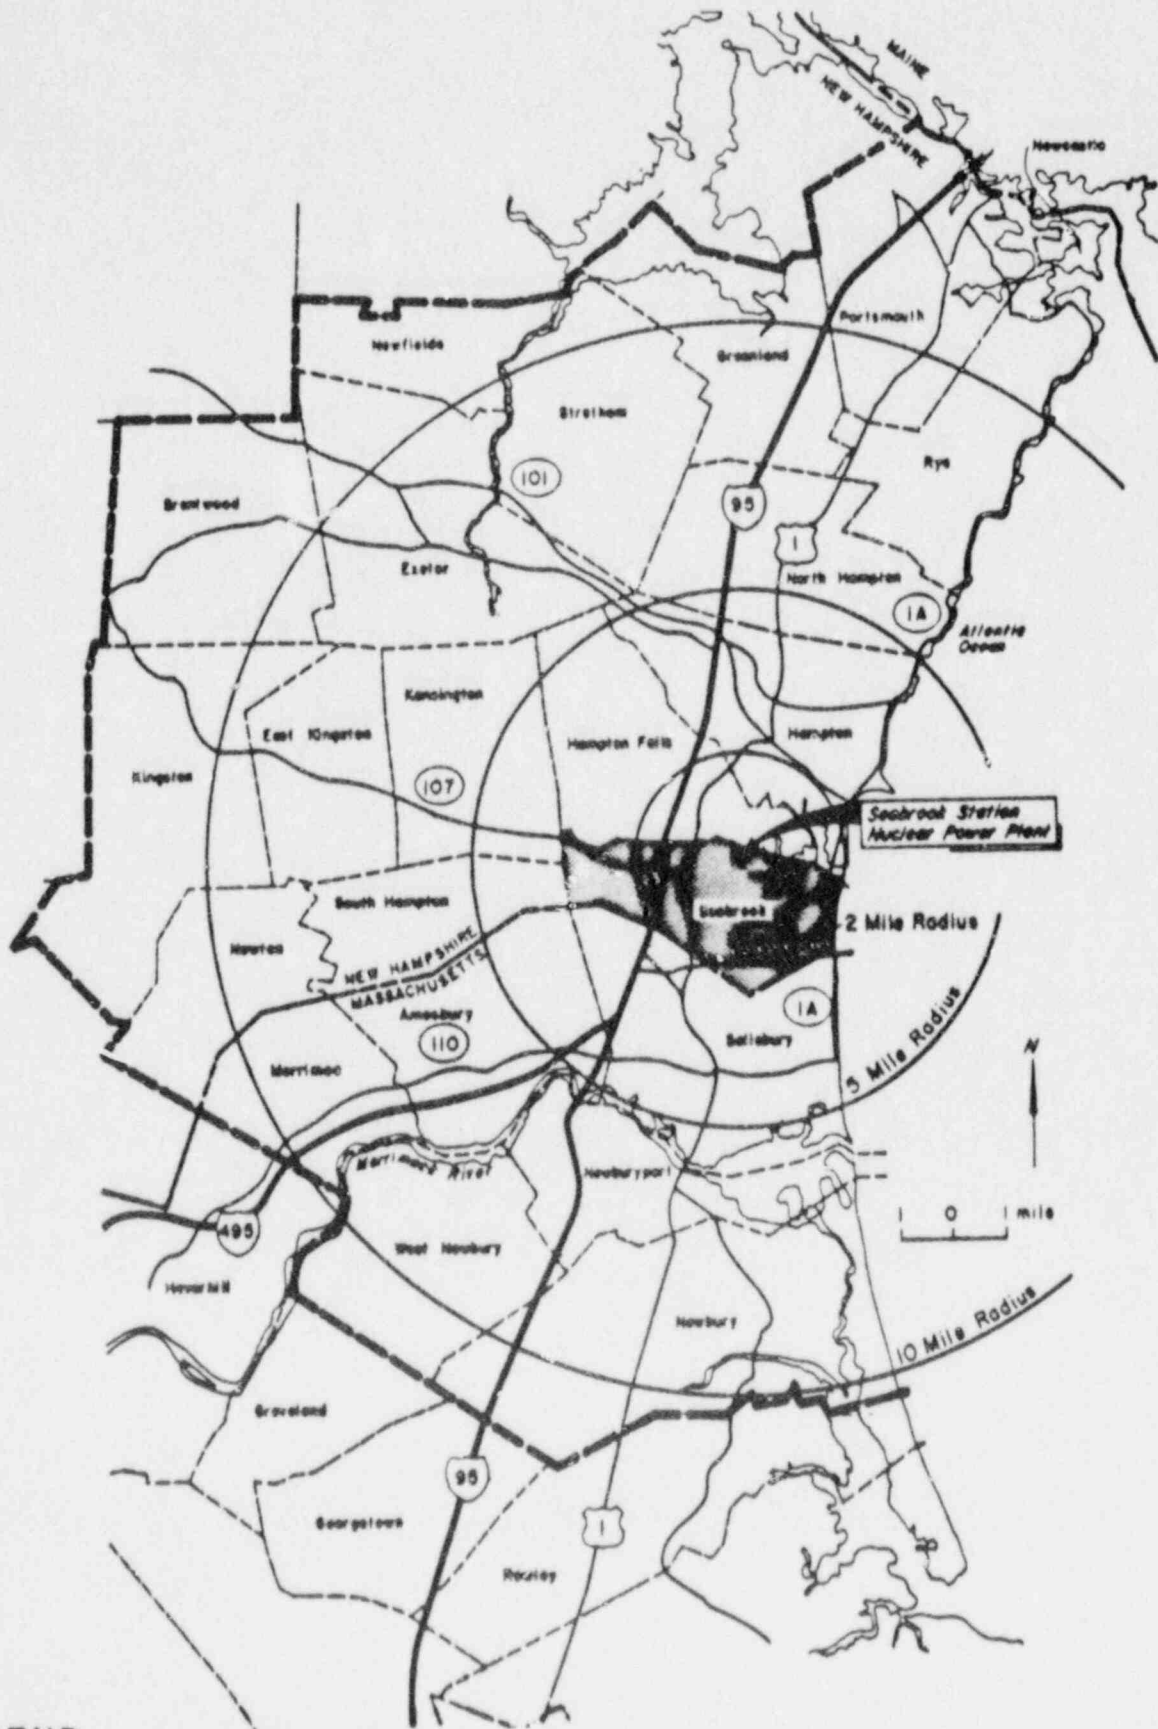 MAINE
NEW HAMPSHIRE
Newcastle
Portsmouth
Newfields
Greenland
Stratham
Rye
101
95
Brentwood
1
Exeter
North Hampton
1A
Atlantic
Ocean
Kensington
East Kingston
Hampton Falls
Hampton
Kingston
107
Seabrook Station
Nuclear Power Plant
South Hampton
Seabrook
2 Mile Radius
Newton
NEW HAMPSHIRE
MASSACHUSETTS
Amesbury
110
1A
Salisbury
5 Mile Radius
N
Merrimac
Merrimack River
Newburyport
1 0 1 mile
495
West Newbury
Haverhill
Newbury
10 Mile Radius
Groveland
95
Georgetown
1
Rowley